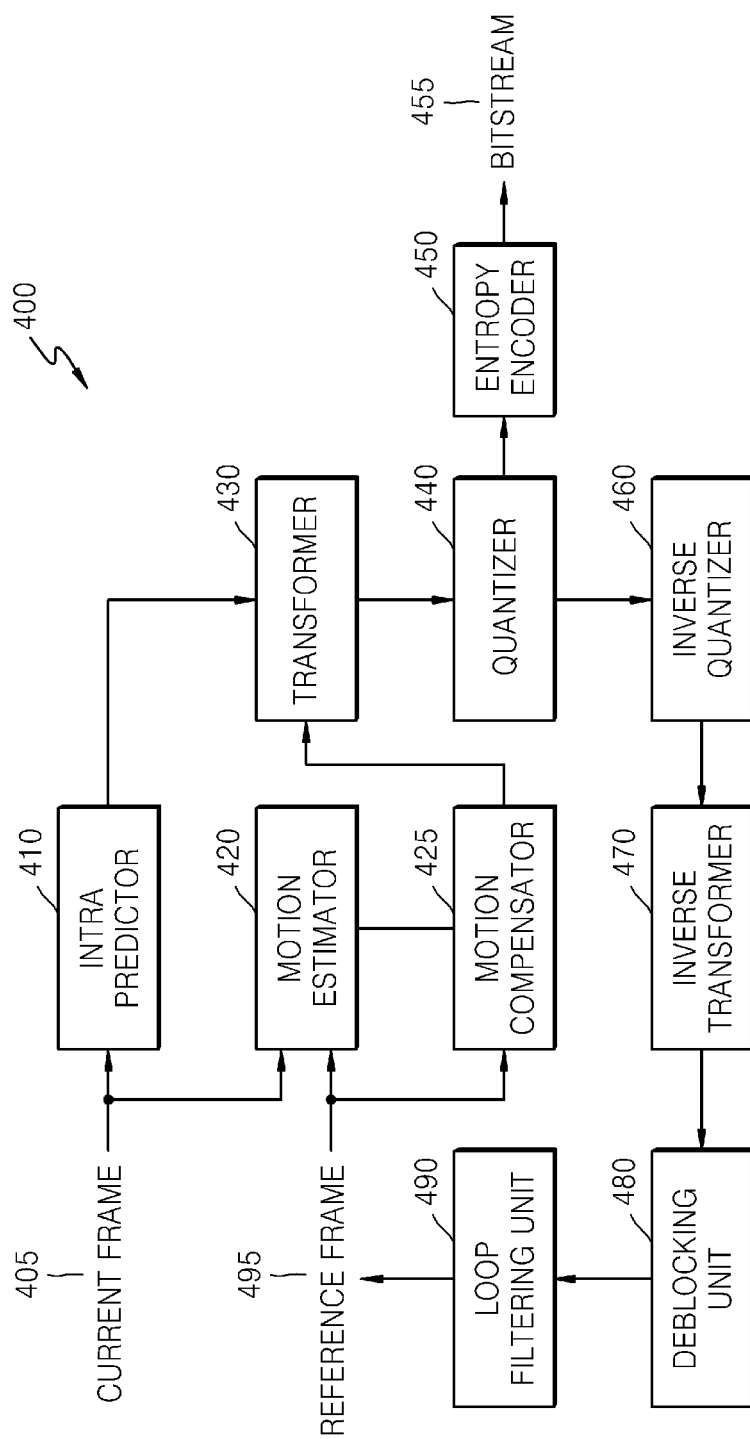 400
405
CURRENT FRAME
410
INTRA
PREDICTOR
495
REFERENCE FRAME
420
MOTION
ESTIMATOR
425
MOTION
COMPENSATOR
430
TRANSFORMER
440
QUANTIZER
450
ENTROPY
ENCODER
455
BITSTREAM
460
INVERSE
QUANTIZER
470
INVERSE
TRANSFORMER
480
DEBLOCKING
UNIT
490
LOOP
FILTERING UNIT